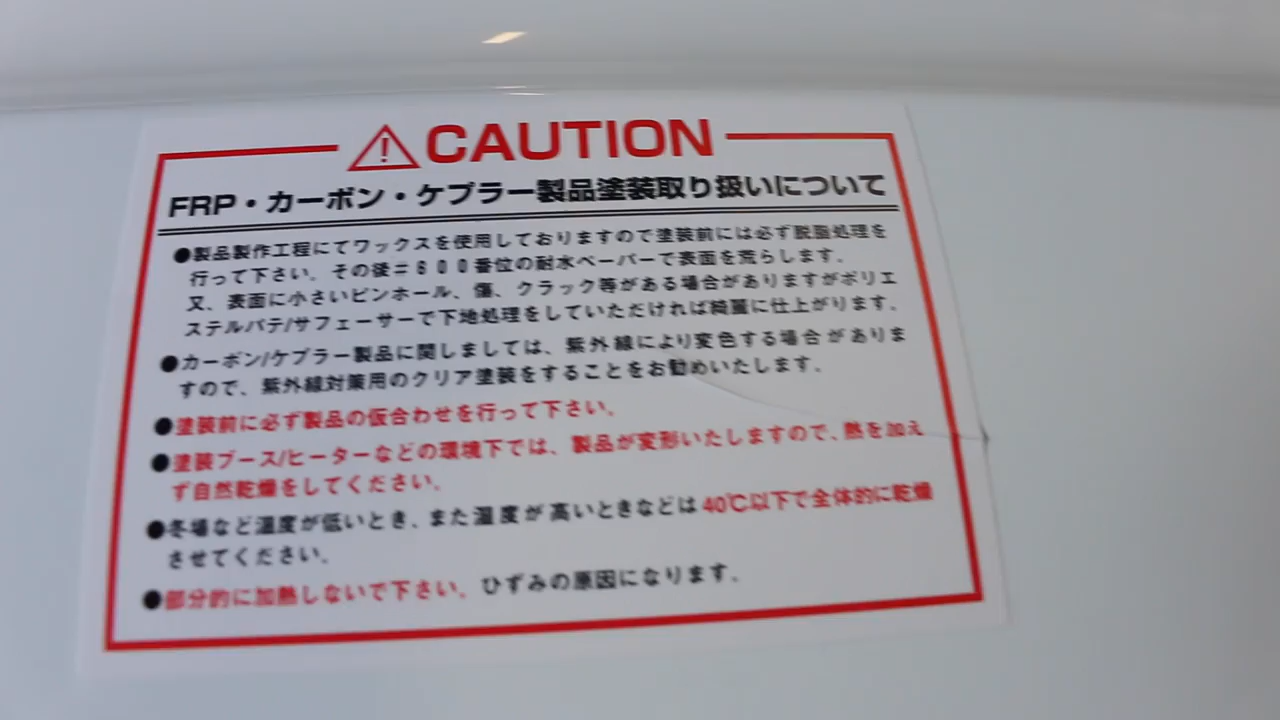 CAUTION
FRP・カーボン・ケブラー製品塗装取り扱いについて
●製品製作工程にてワックスを使用しておりますので塗装前には必ず脱脂処理を
行って下さい。その後＃600番位の耐水ペーパーで表面を荒らします。
又、表面に小さいピンホール、傷、クラック等がある場合がありますがポリエ
ステルパテ/サフェーサーで下地処理をしていただければ綺麗に仕上がります。
●カーボン/ケブラー製品に関しましては、紫外線により変色する場合がありま
すので、紫外線対策用のクリア塗装をすることをお勧めいたします。
●塗装前に必ず製品の仮合わせを行って下さい。
●塗装ブース/ヒーターなどの環境下では、製品が変形いたしますので、熱を加え
ず自然乾燥をしてください。
●冬場など温度が低いとき、また湿度が高いときなどは40℃以下で全体的に乾燥
させてください。
●部分的に加熱しないで下さい。ひずみの原因になります。